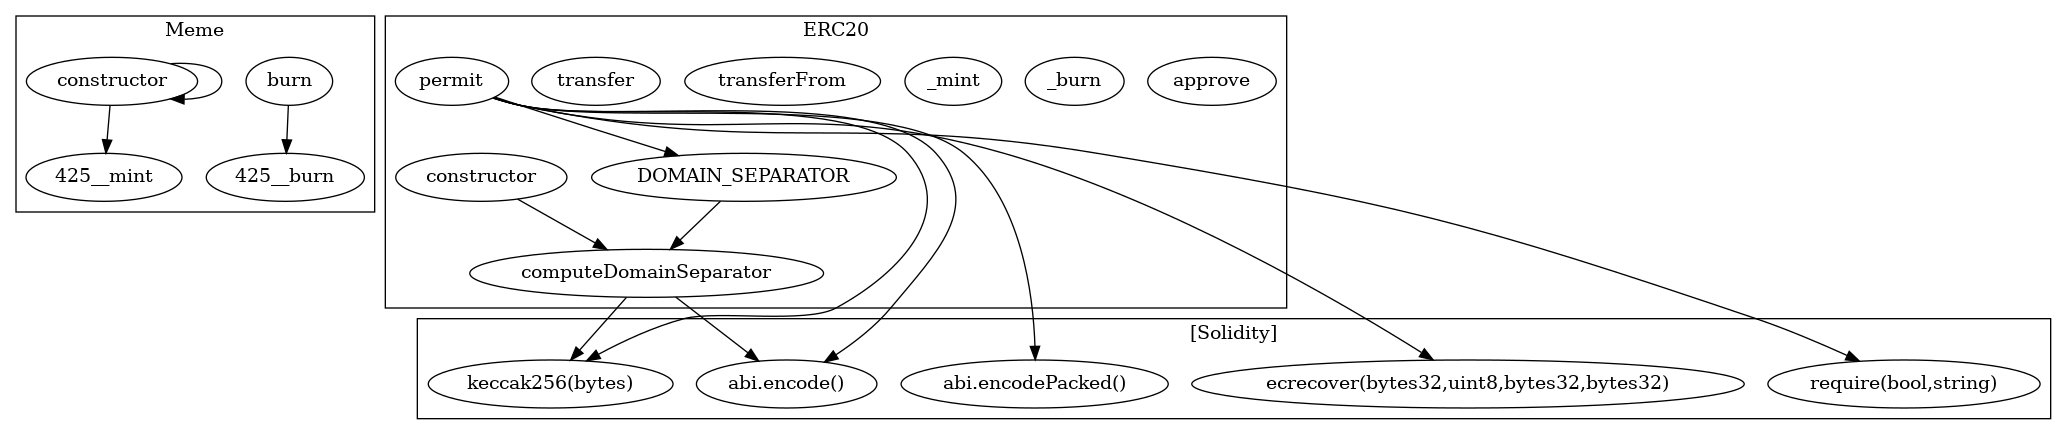 Meme
ERC20
constructor
burn
permit
transfer
transferFrom
_mint
_burn
approve
425__mint
425__burn
constructor
DOMAIN_SEPARATOR
computeDomainSeparator
[Solidity]
keccak256(bytes)
abi.encode()
abi.encodePacked()
ecrecover(bytes32,uint8,bytes32,bytes32)
require(bool,string)